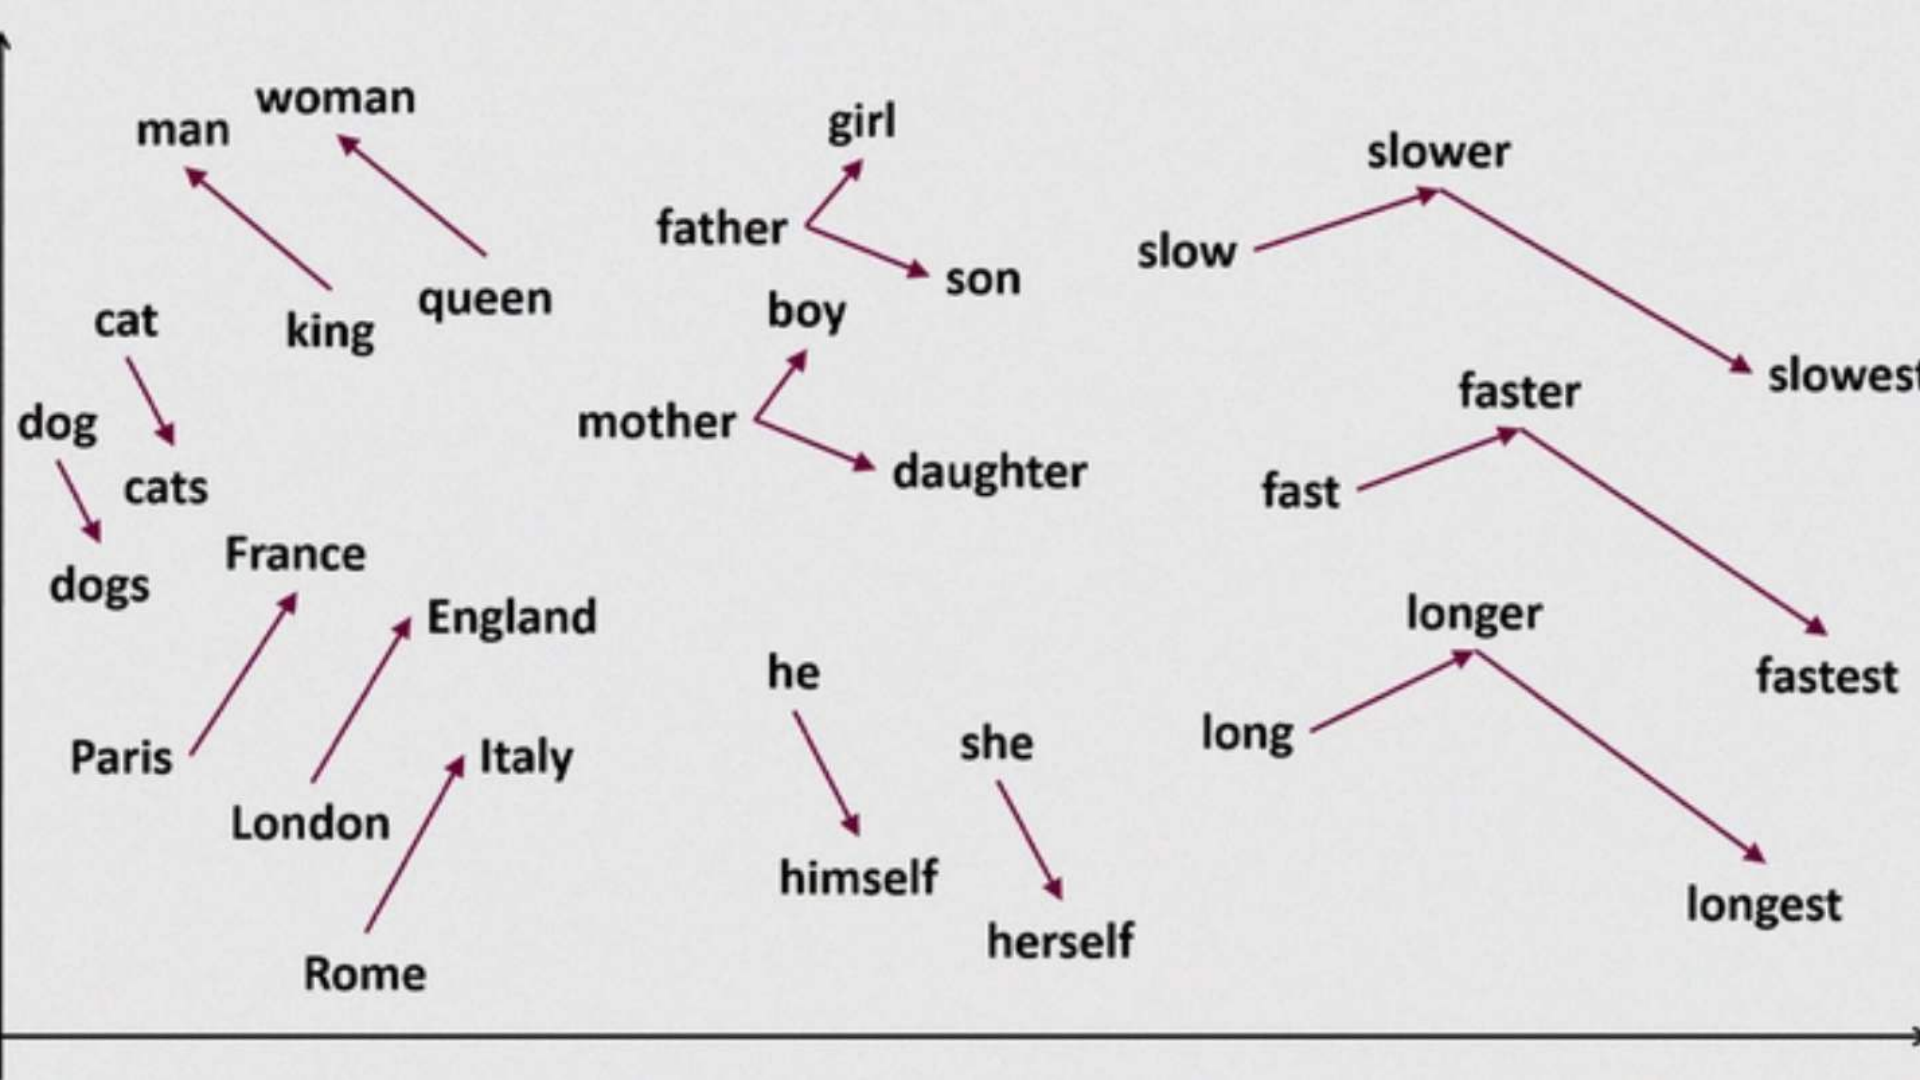 woman
man
girl
slower
father
slow
son
queen
boy
cat
king
slowest
faster
dog
mother
daughter
cats
fast
France
dogs
longer
England
he
fastest
long
she
Paris
Italy
London
himself
longest
herself
Rome